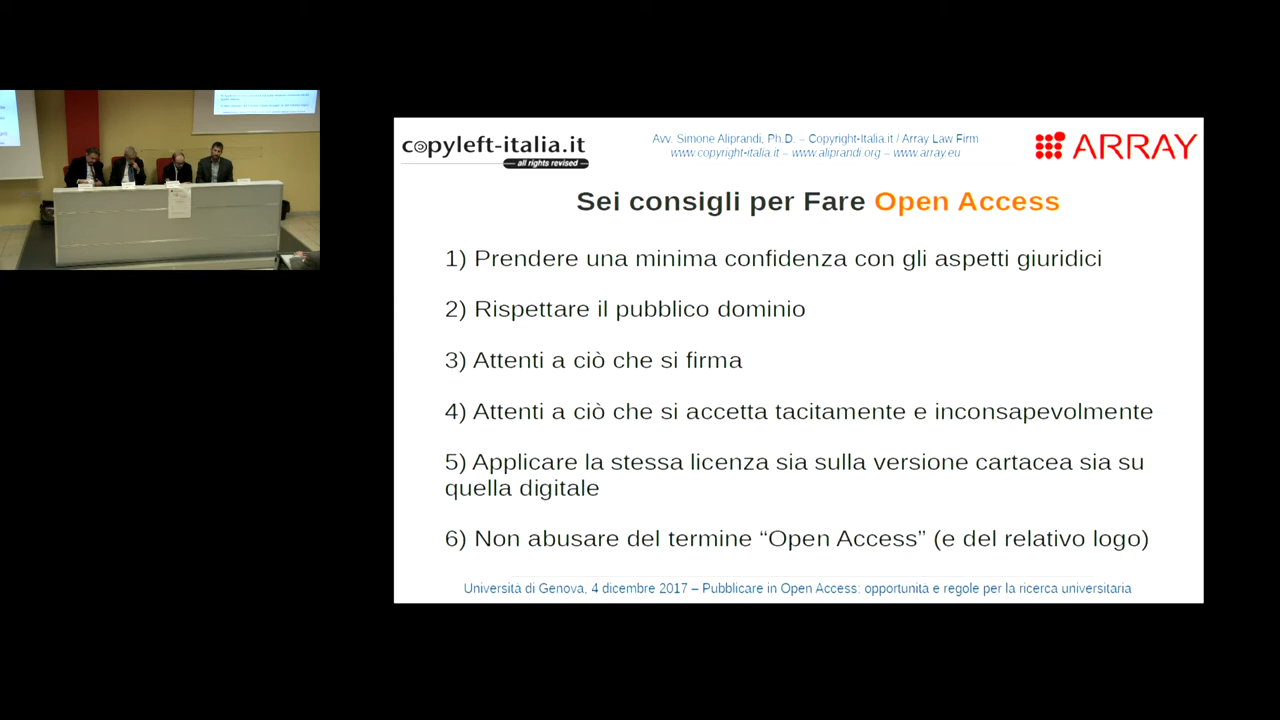 copyleft-italia.it
all rights revised
Avv. Simone Aliprandi, Ph.D. – Copyright-Italia.it / Array Law Firm
www.copyright-italia.it – www.aliprandi.org – www.array.eu
ARRAY
Sei consigli per Fare Open Access
1) Prendere una minima confidenza con gli aspetti giuridici
2) Rispettare il pubblico dominio
3) Attenti a ciò che si firma
4) Attenti a ciò che si accetta tacitamente e inconsapevolmente
5) Applicare la stessa licenza sia sulla versione cartacea sia su
quella digitale
6) Non abusare del termine “Open Access” (e del relativo logo)
Università di Genova, 4 dicembre 2017 – Pubblicare in Open Access: opportunità e regole per la ricerca universitaria